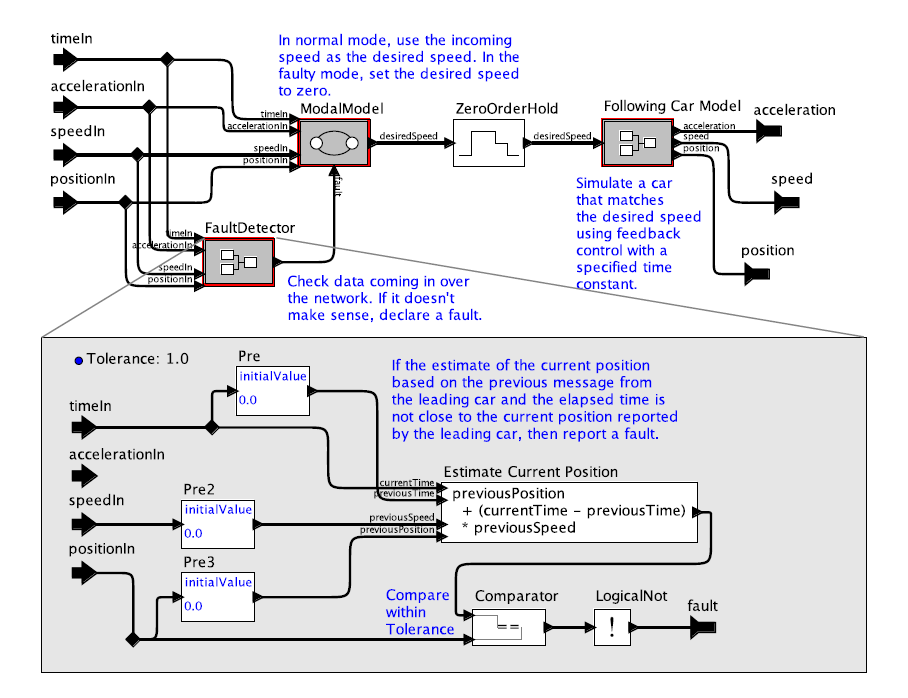 timeIn
accelerationIn
speedIn
positionIn
In normal mode, use the incoming
speed as the desired speed. In the
faulty mode, set the desired speed
to zero.
ModalModel
timeIn
accelerationIn
speedIn
positionIn
fault
desiredSpeed
ZeroOrderHold
desiredSpeed
Following Car Model
acceleration
speed
position
acceleration
speed
position
Simulate a car
that matches
the desired speed
using feedback
control with a
specified time
constant.
FaultDetector
timeIn
accelerationIn
speedIn
positionIn
Check data coming in over
the network. If it doesn't
make sense, declare a fault.
Tolerance: 1.0
Pre
initialValue
0.0
If the estimate of the current position
based on the previous message from
the leading car and the elapsed time is
not close to the current position reported
by the leading car, then report a fault.
timeIn
accelerationIn
speedIn
positionIn
Pre2
initialValue
0.0
Pre3
initialValue
0.0
Estimate Current Position
currentTime
previousTime
previousSpeed
previousPosition
previousPosition
+ (currentTime - previousTime)
* previousSpeed
Compare
within
Tolerance
Comparator
==
LogicalNot
!
fault